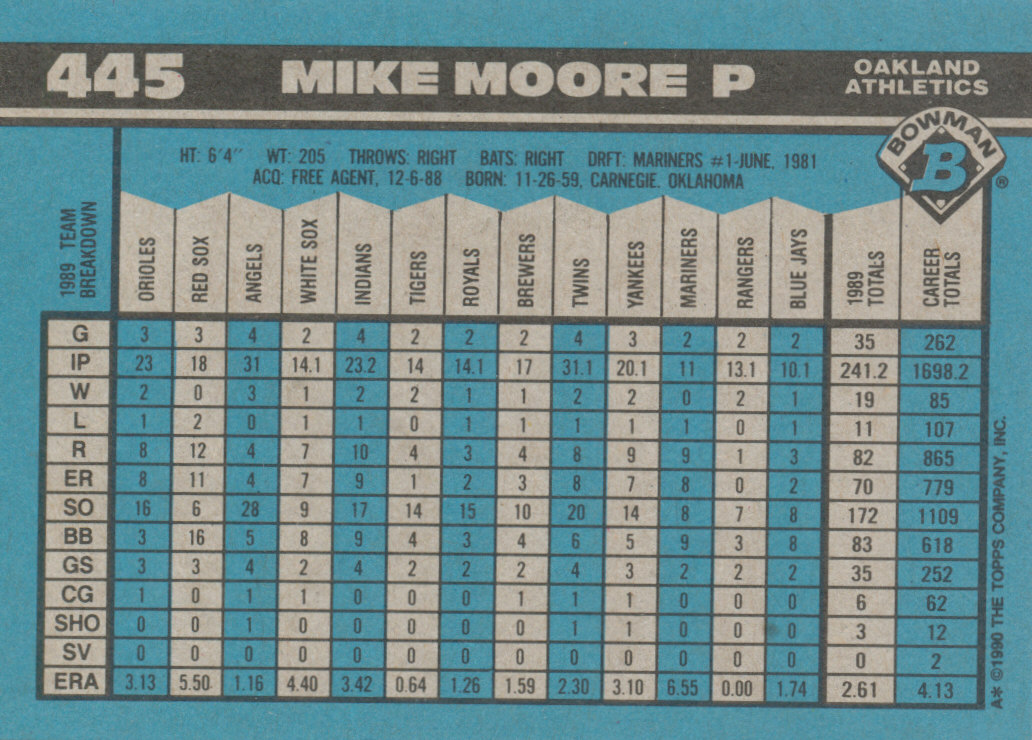 445 MIKE MOORE P OAKLAND ATHLETICS
BOWMAN B ®
HT: 6'4" WT: 205 THROWS: RIGHT BATS: RIGHT DRFT: MARINERS #1-JUNE, 1981
ACQ: FREE AGENT, 12-6-88 BORN: 11-26-59, CARNEGIE, OKLAHOMA
1989 TEAM BREAKDOWN ORIOLES RED SOX ANGELS WHITE SOX INDIANS TIGERS ROYALS BREWERS TWINS YANKEES MARINERS RANGERS BLUE JAYS 1989 TOTALS CAREER TOTALS
G 3 3 4 2 4 2 2 2 4 3 2 2 2 35 262
IP 23 18 31 14.1 23.2 14 14.1 17 31.1 20.1 11 13.1 10.1 241.2 1698.2
W 2 0 3 1 2 2 1 1 2 2 0 2 1 19 85
L 1 2 0 1 1 0 1 1 1 1 1 0 1 11 107
R 8 12 4 7 10 4 3 4 8 9 9 1 3 82 865
ER 8 11 4 7 9 1 2 3 8 7 8 0 2 70 779
SO 16 6 28 9 17 14 15 10 20 14 8 7 8 172 1109
BB 3 16 5 8 9 4 3 4 6 5 9 3 8 83 618
GS 3 3 4 2 4 2 2 2 4 3 2 2 2 35 252
CG 1 0 1 1 0 0 0 1 1 1 0 0 0 6 62
SHO 0 0 1 0 0 0 0 0 1 1 0 0 0 3 12
SV 0 0 0 0 0 0 0 0 0 0 0 0 0 0 2
ERA 3.13 5.50 1.16 4.40 3.42 0.64 1.26 1.59 2.30 3.10 6.55 0.00 1.74 2.61 4.13
A* ©1990 THE TOPPS COMPANY, INC.